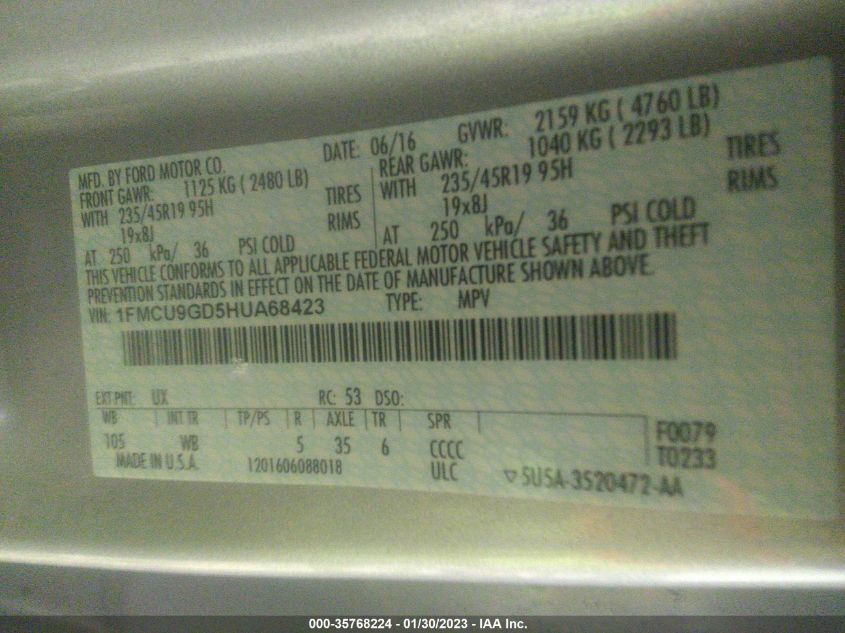 MFD. BY FORD MOTOR CO. DATE: 06/16 GVWR: 2159 KG ( 4760 LB)
FRONT GAWR: 1125 KG ( 2480 LB) REAR GAWR: 1040 KG ( 2293 LB)
WITH 235/45R19 95H TIRES WITH 235/45R19 95H TIRES
19x8J RIMS 19x8J RIMS
AT 250 kPa/ 36 PSI COLD AT 250 kPa/ 36 PSI COLD
THIS VEHICLE CONFORMS TO ALL APPLICABLE FEDERAL MOTOR VEHICLE SAFETY AND THEFT
PREVENTION STANDARDS IN EFFECT ON THE DATE OF MANUFACTURE SHOWN ABOVE.
VIN: 1FMCU9GD5HUA68423 TYPE: MPV
EXT PNT: UX RC: 53 DSO:
WB INT TR TP/PS R AXLE TR SPR F0079
105 WB 5 35 6 CCCC T0233
MADE IN U.S.A. 1201606088018 ULC ▽ 5U5A-3520472-AA
000-35768224 - 01/30/2023 - IAA Inc.